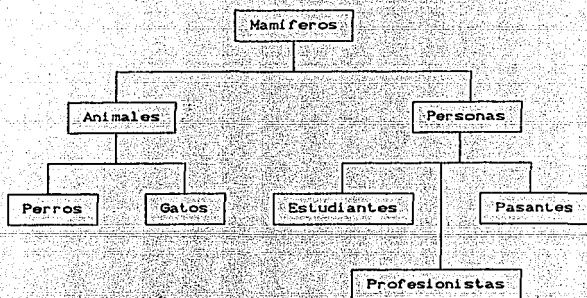 Mamíferos
Animales
Personas
Perros
Gatos
Estudiantes
Pasantes
Profesionistas